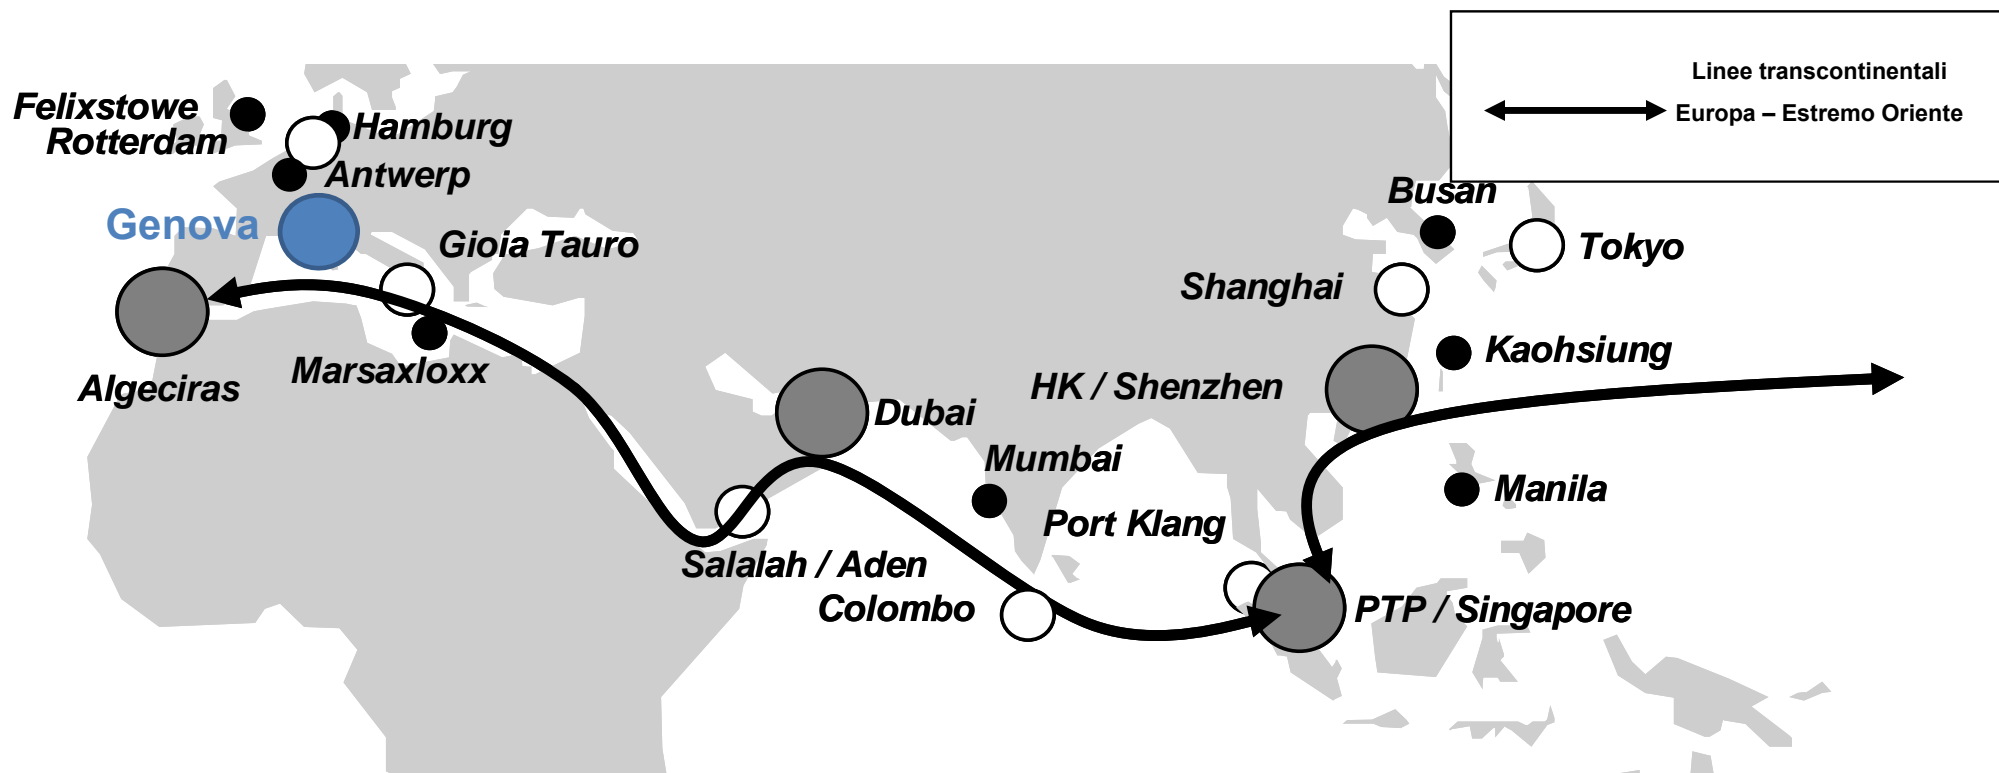 Linee transcontinentali
Europa – Estremo Oriente
Felixstowe
Rotterdam
Hamburg
Antwerp
Genova
Gioia Tauro
Algeciras
Marsaxloxx
Dubai
Mumbai
Salalah / Aden
Colombo
Port Klang
PTP / Singapore
HK / Shenzhen
Shanghai
Busan
Tokyo
Kaohsiung
Manila